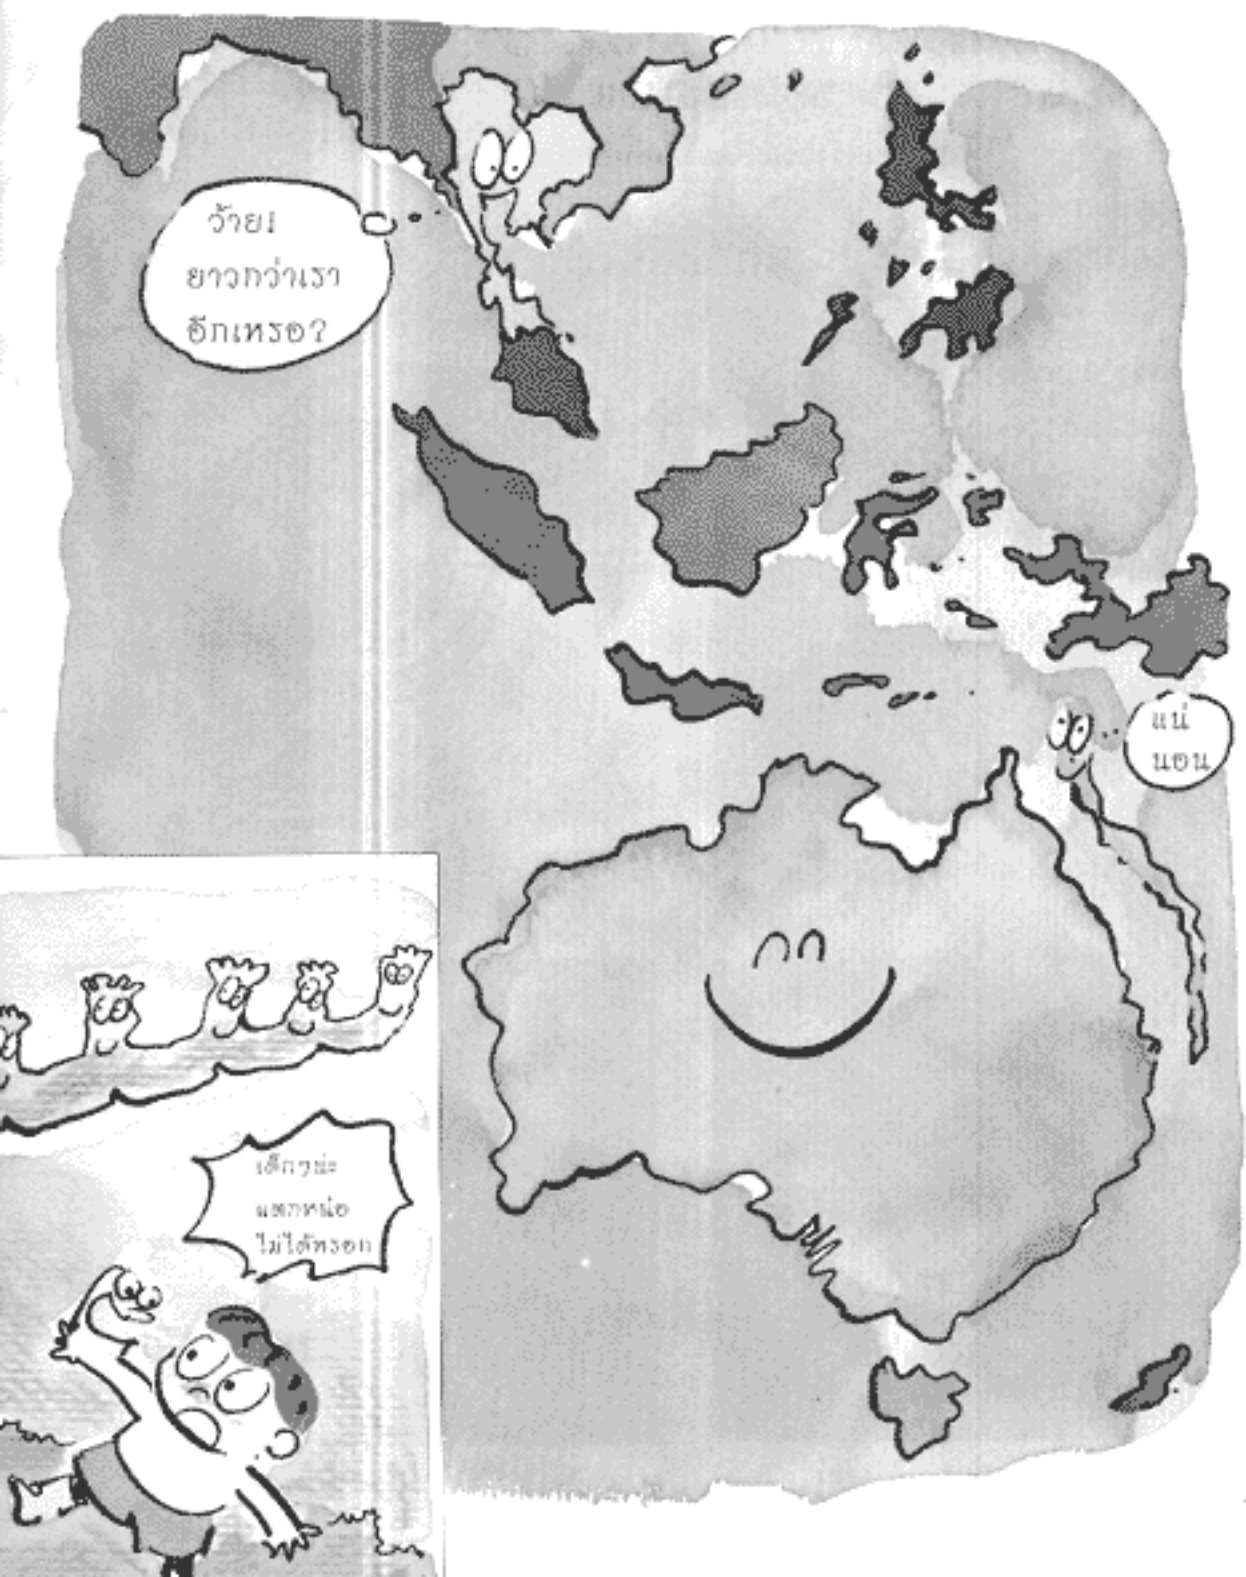 ว้าย!
ยาวกว่าเรา
อีกเหรอ?
แน่
นอน
เด็กๆน่ะ
แตกหน่อ
ไม่ได้หรอก